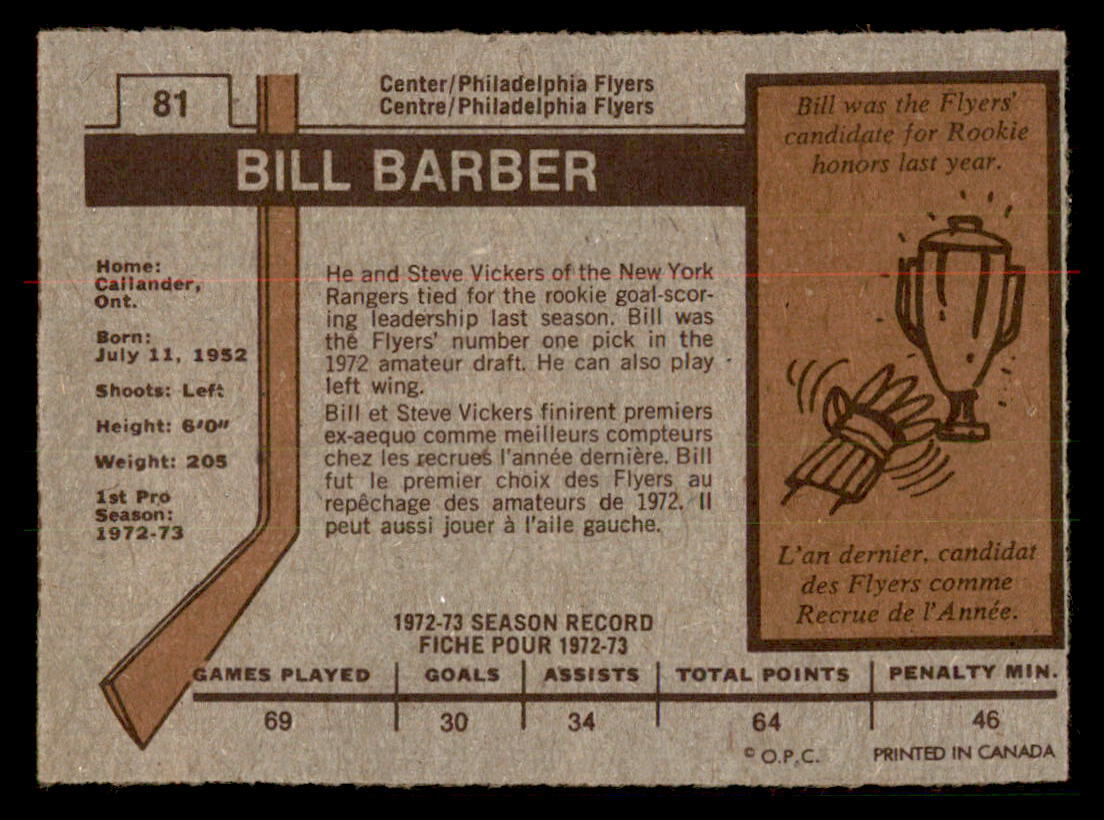 81
Center/Philadelphia Flyers
Centre/Philadelphia Flyers
BILL BARBER
Home:
Callander,
Ont.
Born:
July 11, 1952
Shoots: Left
Height: 6'0"
Weight: 205
1st Pro
Season:
1972-73
He and Steve Vickers of the New York
Rangers tied for the rookie goal-scor-
ing leadership last season. Bill was
the Flyers' number one pick in the
1972 amateur draft. He can also play
left wing.
Bill et Steve Vickers finirent premiers
ex-aequo comme meilleurs compteurs
chez les recrues l'année dernière. Bill
fut le premier choix des Flyers au
repêchage des amateurs de 1972. Il
peut aussi jouer à l'aile gauche.
Bill was the Flyers'
candidate for Rookie
honors last year.
L'an dernier, candidat
des Flyers comme
Recrue de l'Année.
1972-73 SEASON RECORD
FICHE POUR 1972-73
GAMES PLAYED GOALS ASSISTS TOTAL POINTS PENALTY MIN.
69 30 34 64 46
© O.P.C. PRINTED IN CANADA